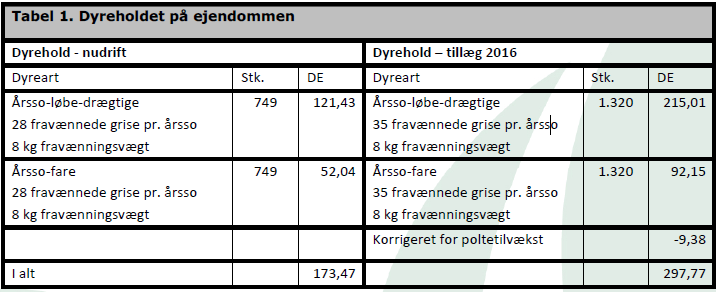 Tabel 1. Dyreholdet på ejendommen
Dyrehold - nudrift Dyrehold – tillæg 2016
Dyreart Stk. DE Dyreart Stk. DE
Årsso-løbe-drægtige 749 121,43 Årsso-løbe-drægtige 1.320 215,01
28 fravænnede grise pr. årsso 35 fravænnede grise pr. årsso
8 kg fravænningsvægt 8 kg fravænningsvægt
Årsso-fare 749 52,04 Årsso-fare 1.320 92,15
28 fravænnede grise pr. årsso 35 fravænnede grise pr. årsso
8 kg fravænningsvægt 8 kg fravænningsvægt
Korrigeret for poltetilvækst -9,38
I alt 173,47 297,77